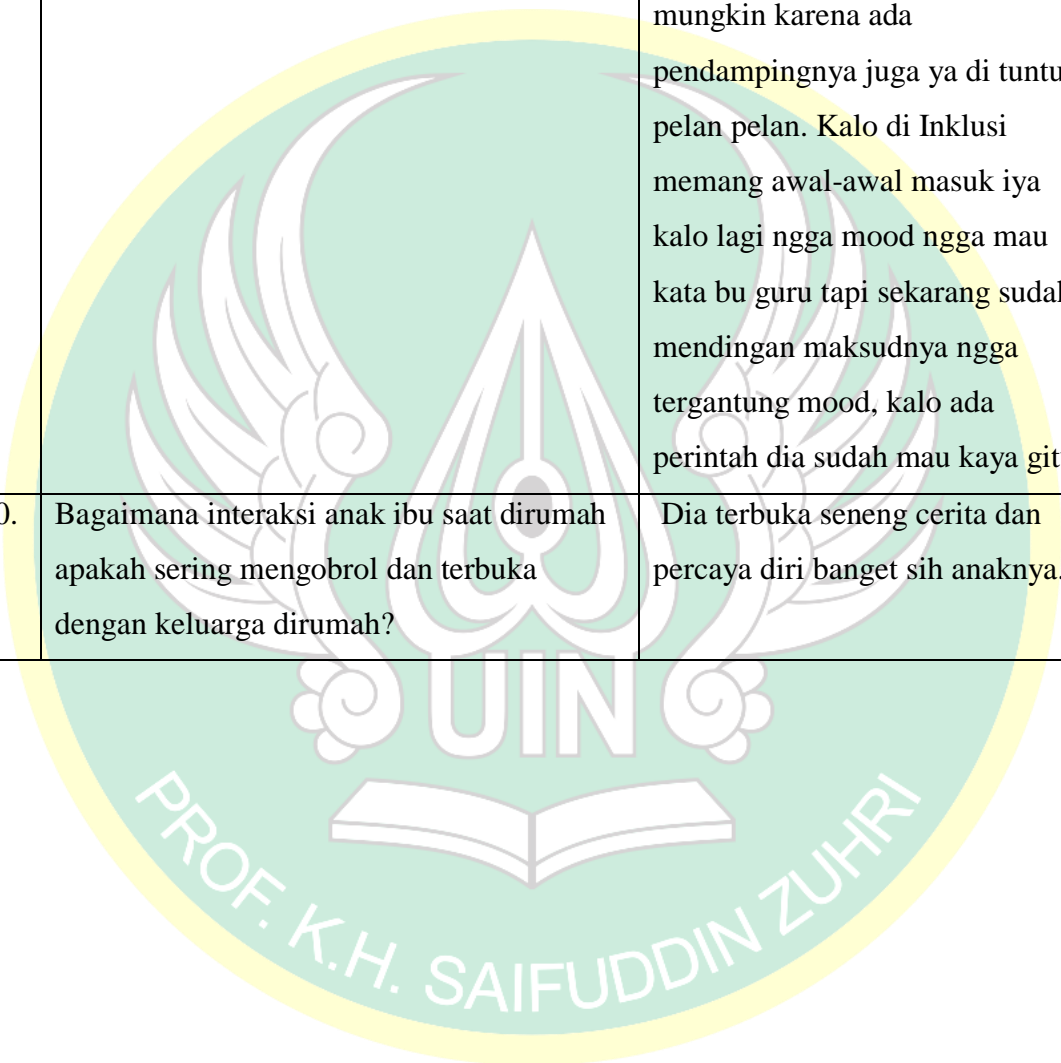 mungkin karena ada
pendampingnya juga ya di
pelan pelan. Kalo di Inklusi
memang awal-awal masuk iya
kalo lagi ngga mood ngga mau
kata bu guru tapi sekarang
mendingan maksudnya ngga
tergantung mood, kalo ada
perintah dia sudah mau kaya
Bagaimana interaksi anak ibu saat dirumah
apakah sering mengobrol dan terbuka
dengan keluarga dirumah?
Dia terbuka seneng cerita dan
percaya diri banget sih anaknya.
UIN
PROF. K.H. SAIFUDDIN ZUHRI